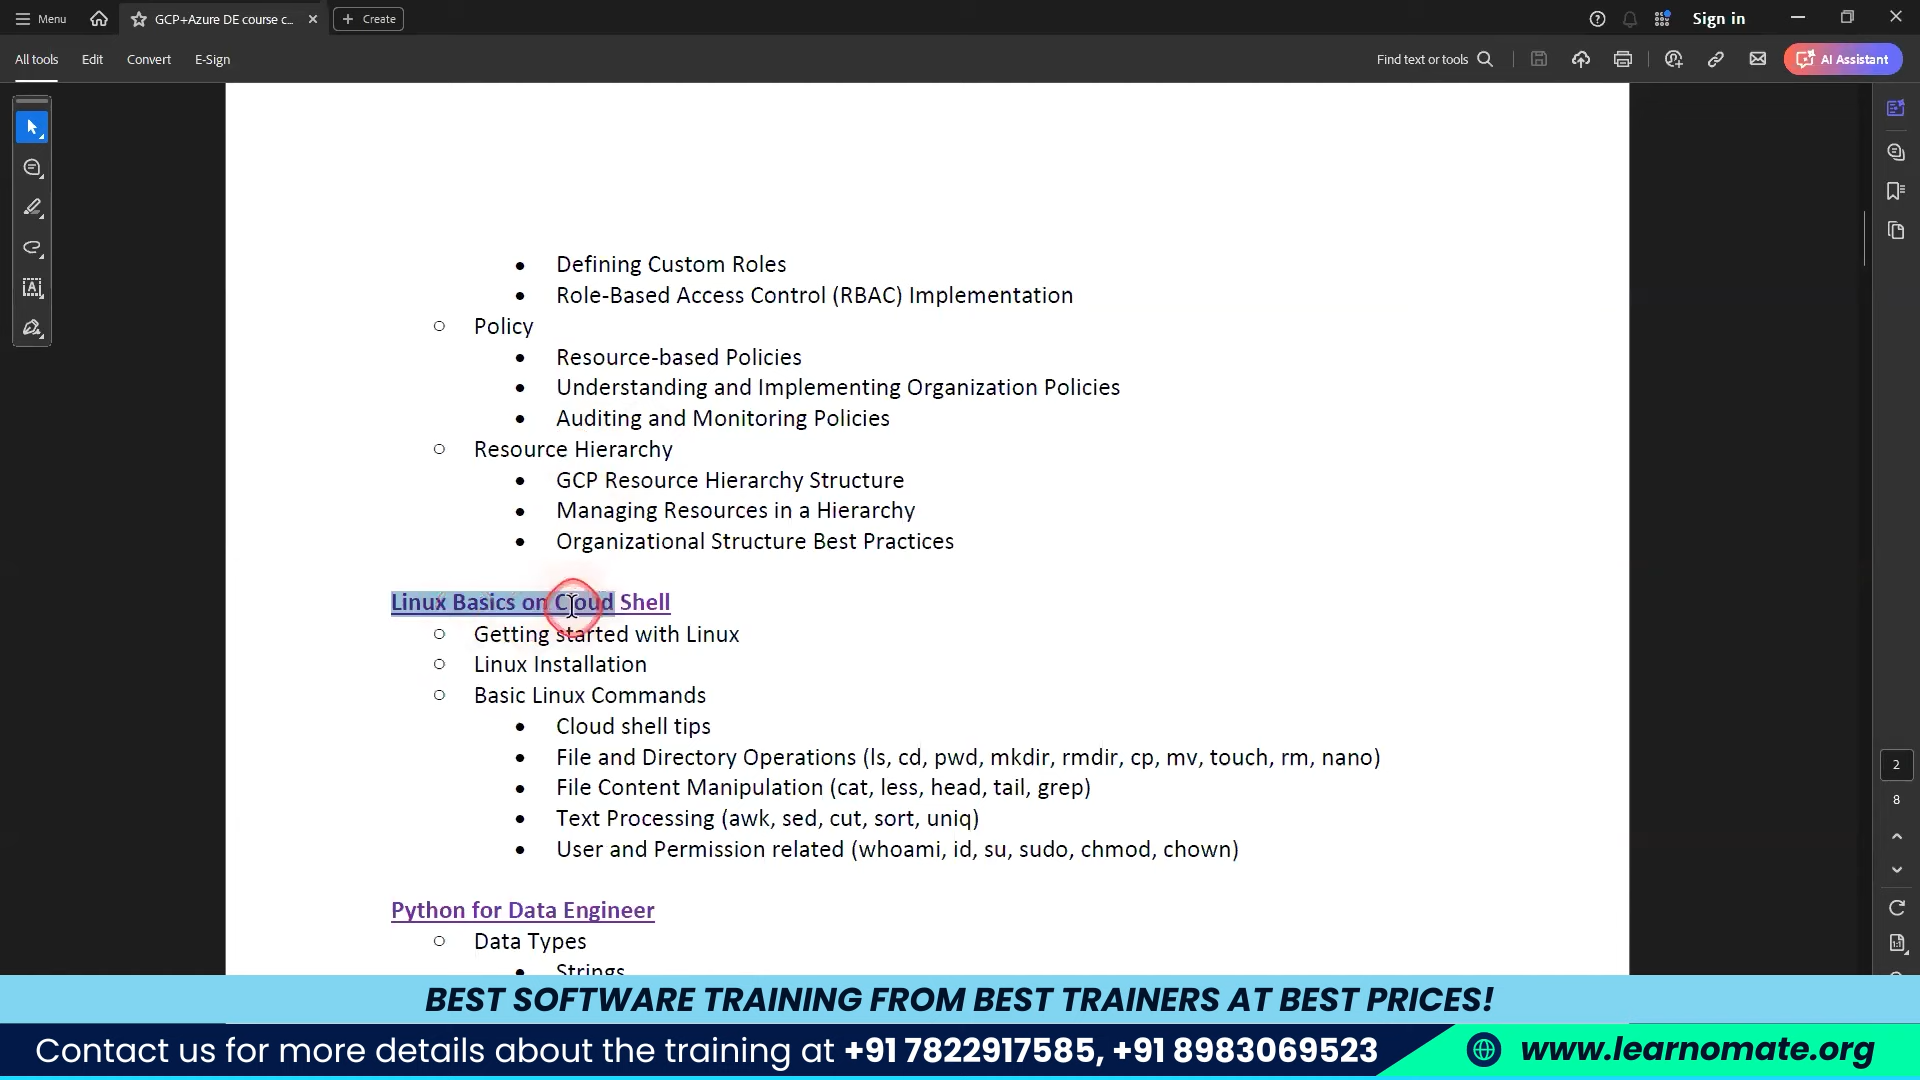 Menu
GCP+Azure DE course c...
Create
Sign in
All tools
Edit
Convert
E-Sign
Find text or tools
AI Assistant
• Defining Custom Roles
• Role-Based Access Control (RBAC) Implementation
○ Policy
• Resource-based Policies
• Understanding and Implementing Organization Policies
• Auditing and Monitoring Policies
○ Resource Hierarchy
• GCP Resource Hierarchy Structure
• Managing Resources in a Hierarchy
• Organizational Structure Best Practices
Linux Basics on Cloud Shell
○ Getting started with Linux
○ Linux Installation
○ Basic Linux Commands
• Cloud shell tips
• File and Directory Operations (ls, cd, pwd, mkdir, rmdir, cp, mv, touch, rm, nano)
• File Content Manipulation (cat, less, head, tail, grep)
• Text Processing (awk, sed, cut, sort, uniq)
• User and Permission related (whoami, id, su, sudo, chmod, chown)
Python for Data Engineer
○ Data Types
• Strings
2
8
BEST SOFTWARE TRAINING FROM BEST TRAINERS AT BEST PRICES!
Contact us for more details about the training at +91 7822917585, +91 8983069523
www.learnomate.org